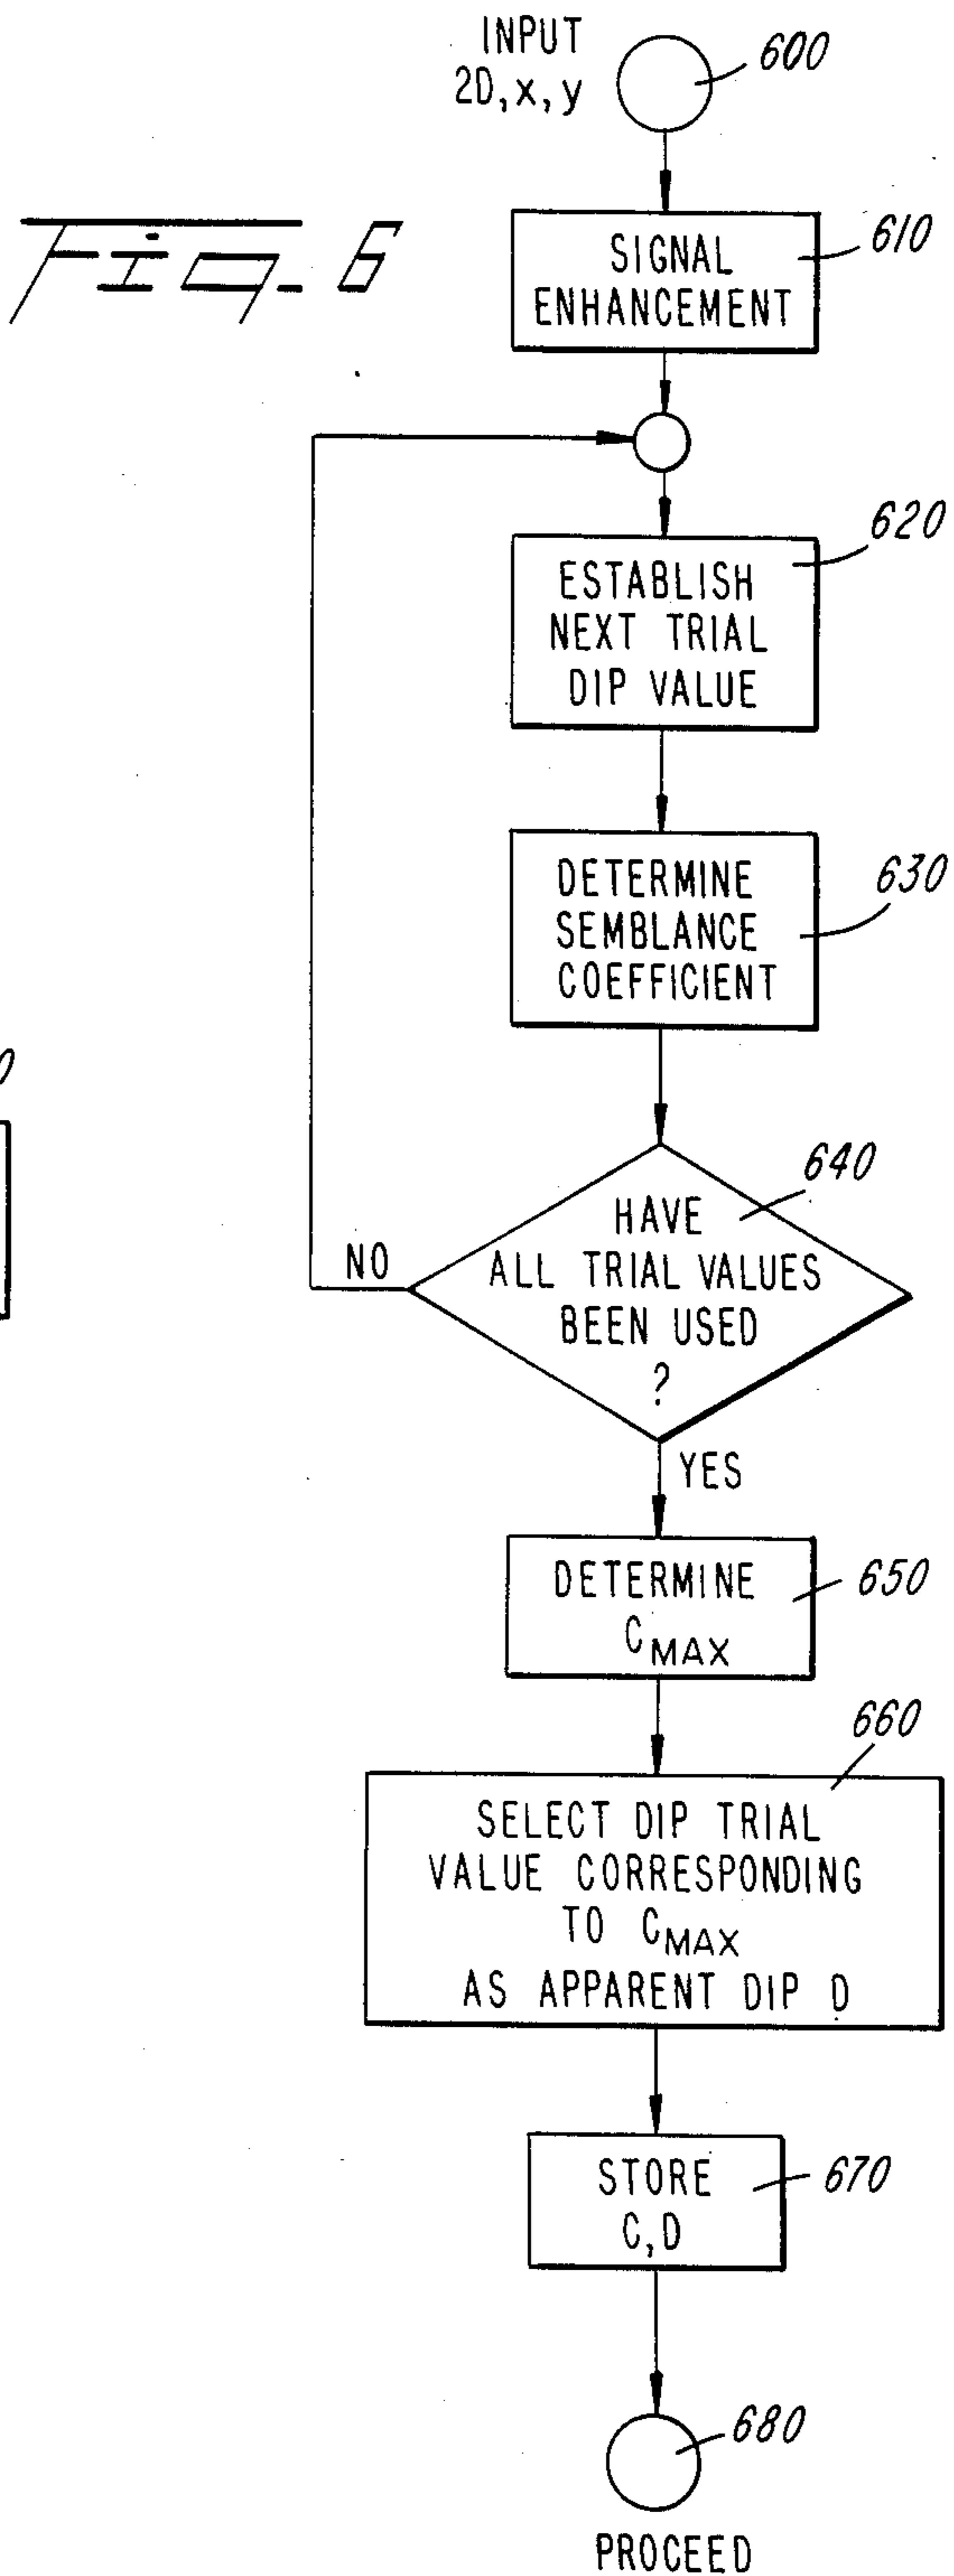 INPUT
2D, x, y
600
Fig. 6
610
SIGNAL
ENHANCEMENT
620
ESTABLISH
NEXT TRIAL
DIP VALUE
630
DETERMINE
SEMBLANCE
COEFFICIENT
640
HAVE
ALL TRIAL VALUES
BEEN USED
?
NO
YES
DETERMINE
CMAX
650
660
SELECT DIP TRIAL
VALUE CORRESPONDING
TO CMAX
AS APPARENT DIP D
STORE
C, D
670
680
PROCEED